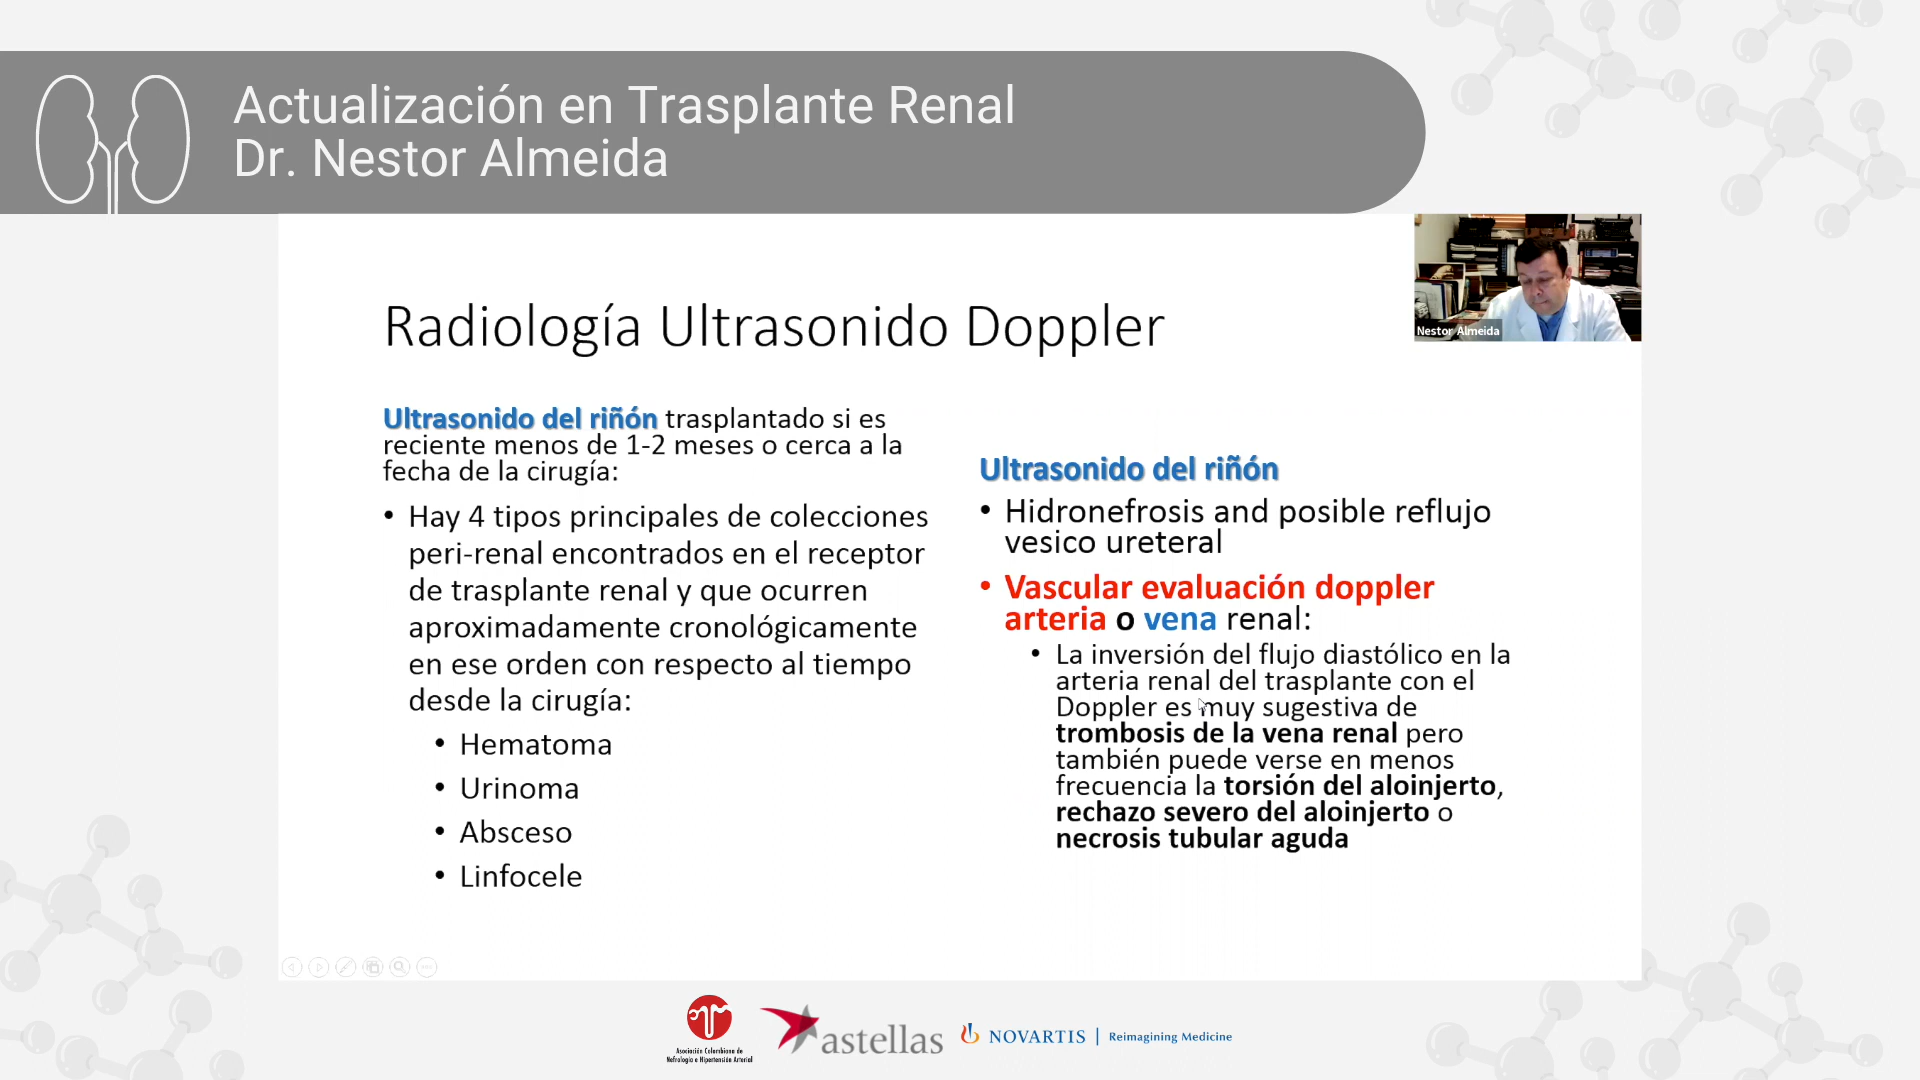 Actualización en Trasplante Renal
Dr. Nestor Almeida
Nestor Almeida
Radiología Ultrasonido Doppler
Ultrasonido del riñón trasplantado si es
reciente menos de 1-2 meses o cerca a la
fecha de la cirugía:
• Hay 4 tipos principales de colecciones
peri-renal encontrados en el receptor
de trasplante renal y que ocurren
aproximadamente cronológicamente
en ese orden con respecto al tiempo
desde la cirugía:
• Hematoma
• Urinoma
• Absceso
• Linfocele
Ultrasonido del riñón
• Hidronefrosis and posible reflujo
vesico ureteral
• Vascular evaluación doppler
arteria o vena renal:
• La inversión del flujo diastólico en la
arteria renal del trasplante con el
Doppler es muy sugestiva de
trombosis de la vena renal pero
también puede verse en menos
frecuencia la torsión del aloinjerto,
rechazo severo del aloinjerto o
necrosis tubular aguda
Asociación Colombiana de
Nefrología e Hipertensión Arterial
astellas
NOVARTIS | Reimagining Medicine